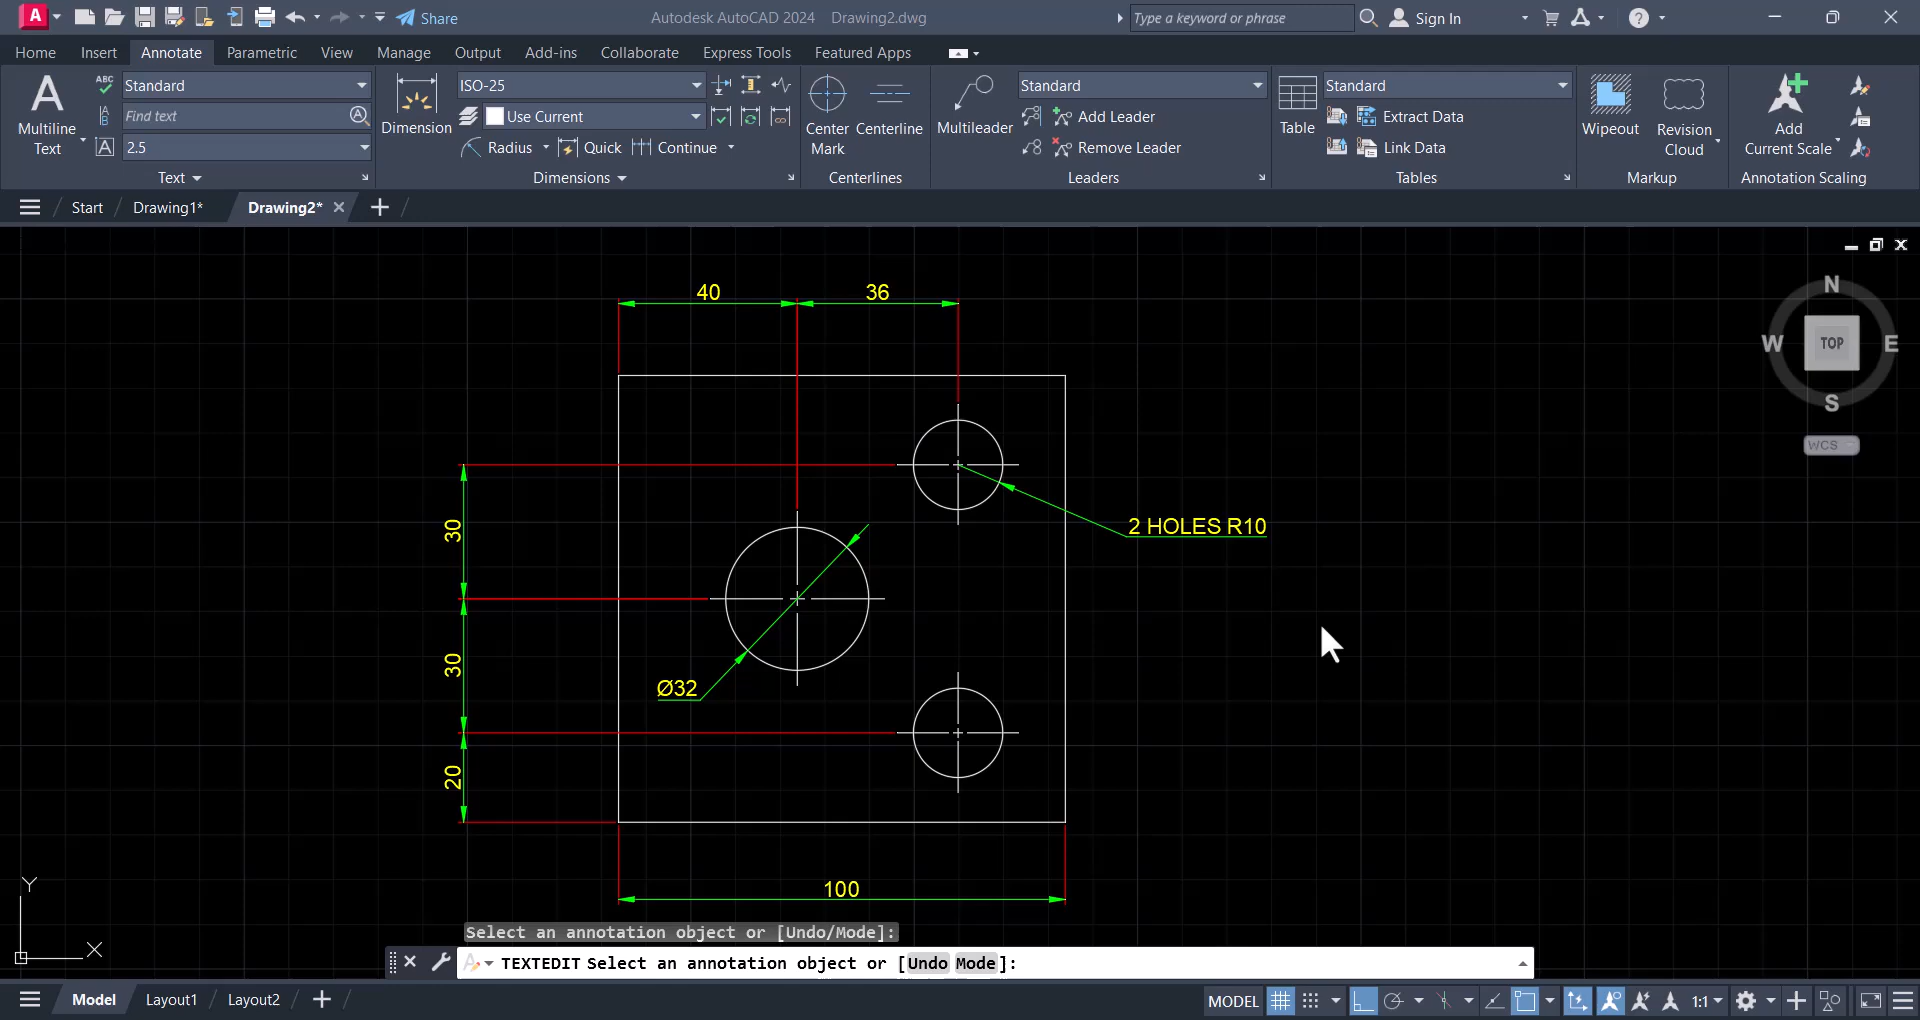 A Share Autodesk AutoCAD 2024 Drawing2.dwg Type a keyword or phrase Sign In
Home Insert Annotate Parametric View Manage Output Add-ins Collaborate Express Tools Featured Apps
Multiline Text
ABC Standard
Find text
2.5
Text
Dimension
ISO-25
Use Current
Radius Quick Continue
Dimensions
Center Mark
Centerline
Centerlines
Multileader
Standard
Add Leader
Remove Leader
Leaders
Table
Standard
Extract Data
Link Data
Tables
Wipeout
Revision Cloud
Markup
Add Current Scale
Annotation Scaling
Start Drawing1* Drawing2*
N
W TOP E
S
WCS
40 36
30
2 HOLES R10
30
Ø32
20
100
Y
X
Select an annotation object or [Undo/Mode]:
TEXTEDIT Select an annotation object or [Undo Mode]:
Model Layout1 Layout2 MODEL 1:1